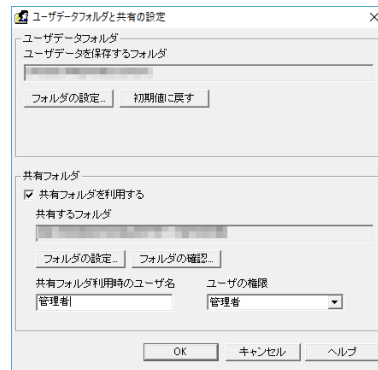 ユーザデータフォルダと共有の設定
ユーザデータフォルダ
ユーザデータを保存するフォルダ
フォルダの設定... 初期値に戻す
共有フォルダ
共有フォルダを利用する
共有するフォルダ
フォルダの設定... フォルダの確認...
共有フォルダ利用時のユーザ名 ユーザの権限
管理者 管理者
OK キャンセル ヘルプ